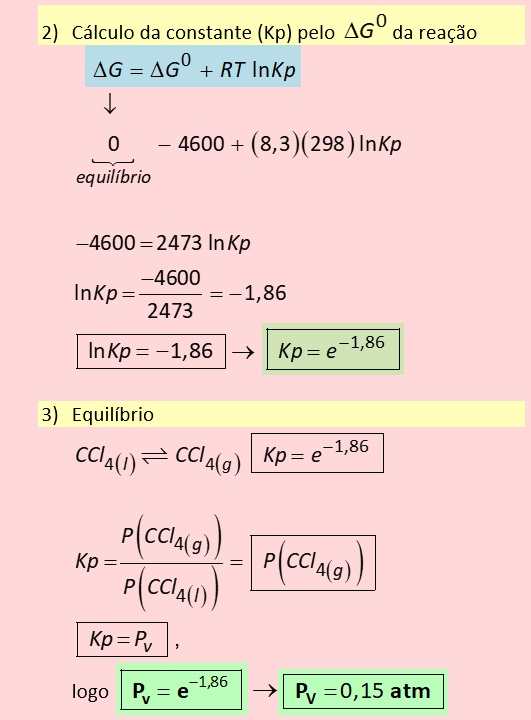 2) Cálculo da constante (Kp) pelo ΔG⁰ da reação
ΔG = ΔG⁰ + RT lnKp
↓
0 − 4600 + (8,3)(298) lnKp
equilíbrio
−4600 = 2473 lnKp
lnKp = −4600/2473 = −1,86
lnKp = −1,86 → Kp = e^−1,86
3) Equilíbrio
CCl₄(l) ⇌ CCl₄(g) Kp = e^−1,86
Kp = P(CCl₄(g))/P(CCl₄(l)) = P(CCl₄(g))
Kp = Pv ,
logo Pv = e^−1,86 → PV = 0,15 atm